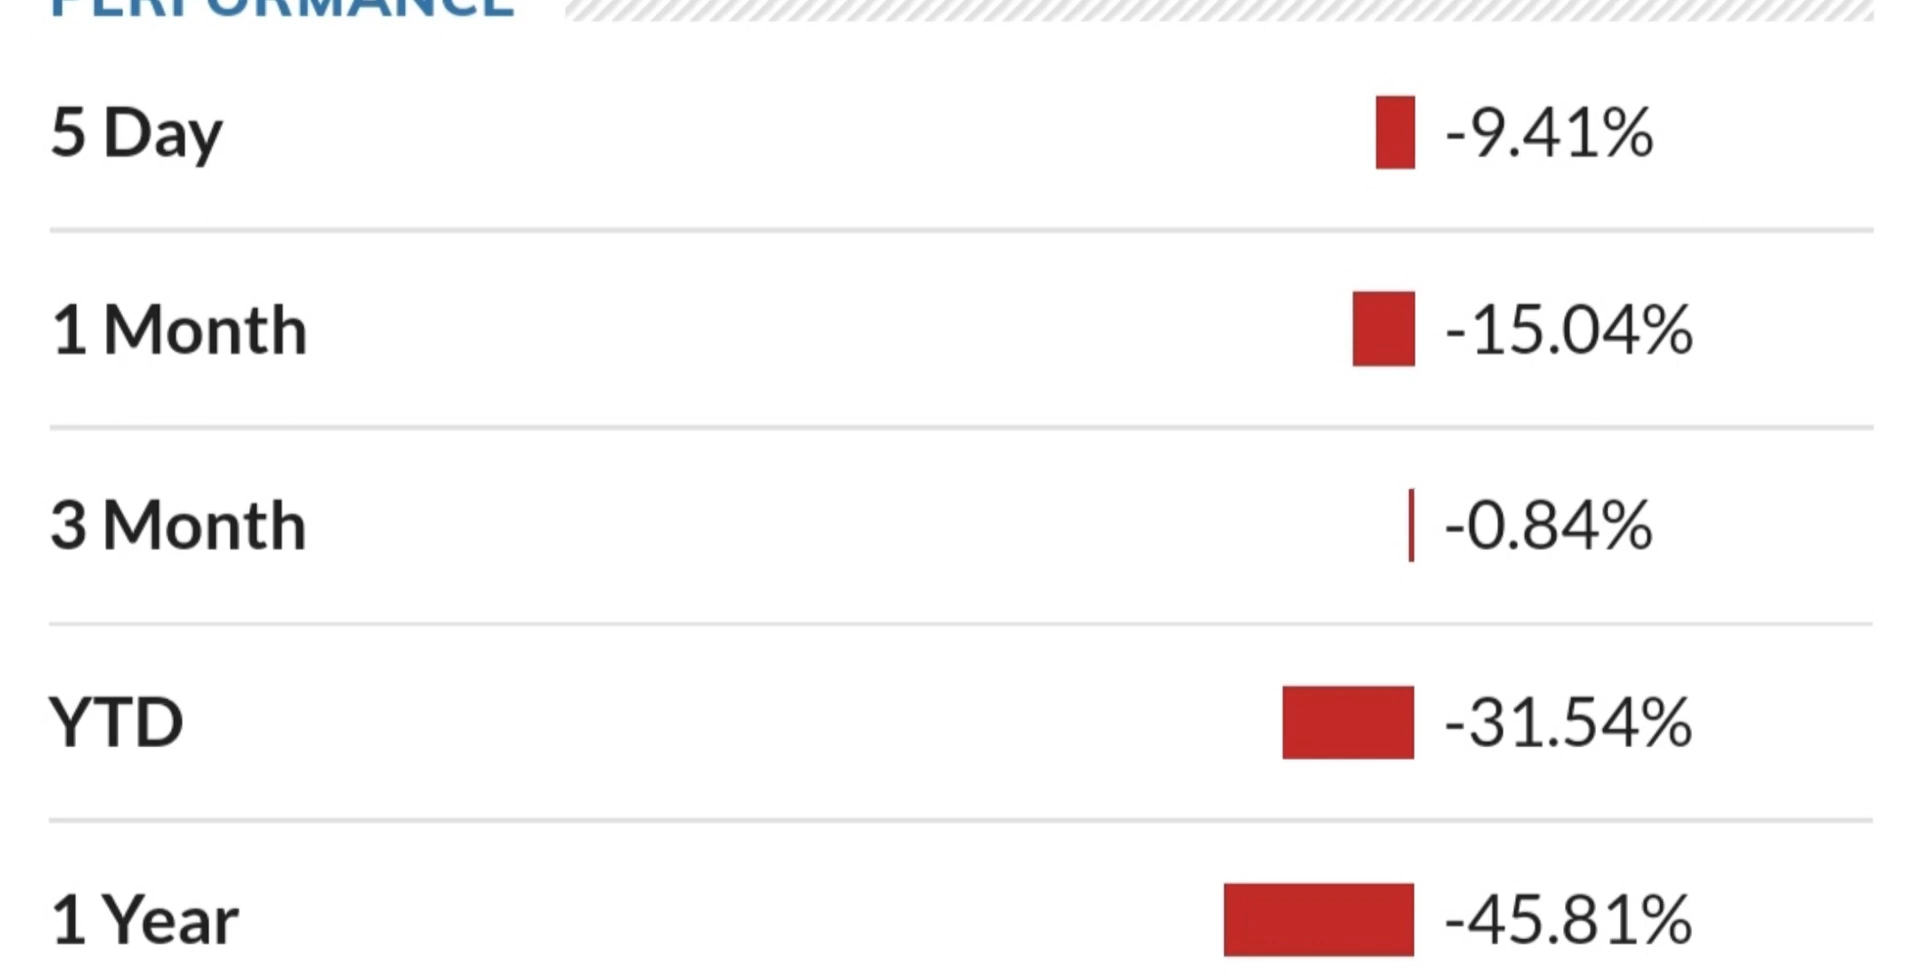 PERFORMANCE
5 Day -9.41%
1 Month -15.04%
3 Month -0.84%
YTD -31.54%
1 Year -45.81%